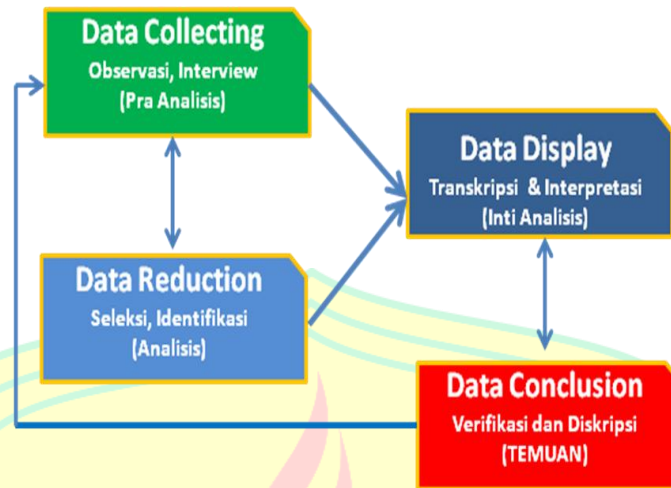 Data Collecting
Observasi, Interview
(Pra Analisis)
Data Display
Transkripsi & Interpretasi
(Inti Analisis)
Data Reduction
Seleksi, Identifikasi
(Analisis)
Data Conclusion
Verifikasi dan Diskripsi
(TEMUAN)